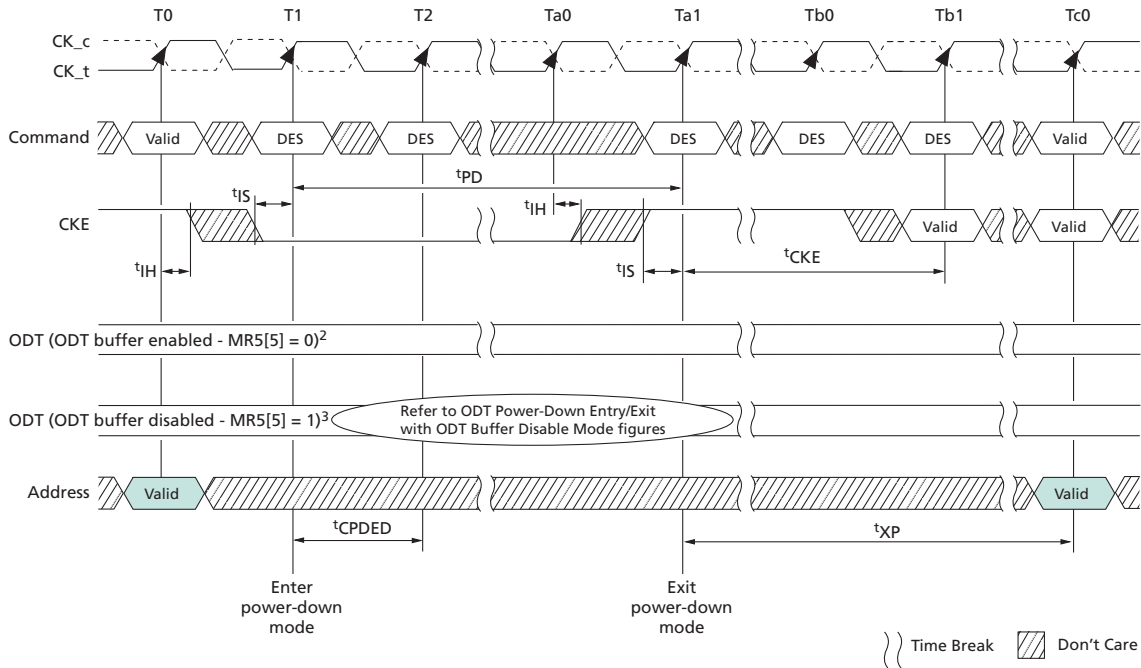 T0 T1 T2 Ta0 Ta1 Tb0 Tb1 Tc0
CK_c
CK_t
Command Valid DES DES DES DES DES Valid
tPD
tIS
tIH
CKE Valid Valid
tCKE
tIH
tIS
ODT (ODT buffer enabled - MR5[5] = 0)2
ODT (ODT buffer disabled - MR5[5] = 1)3
Refer to ODT Power-Down Entry/Exit
with ODT Buffer Disable Mode figures
Address Valid Valid
tCPDED
tXP
Enter
power-down
mode
Exit
power-down
mode
Time Break Don't Care